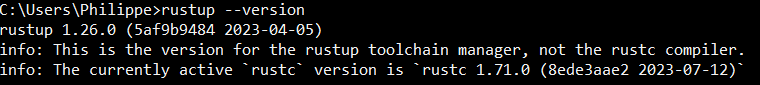 C:\Users\Philippe>rustup --version
rustup 1.26.0 (5af9b9484 2023-04-05)
info: This is the version for the rustup toolchain manager, not the rustc compiler.
info: The currently active `rustc` version is `rustc 1.71.0 (8ede3aae2 2023-07-12)`